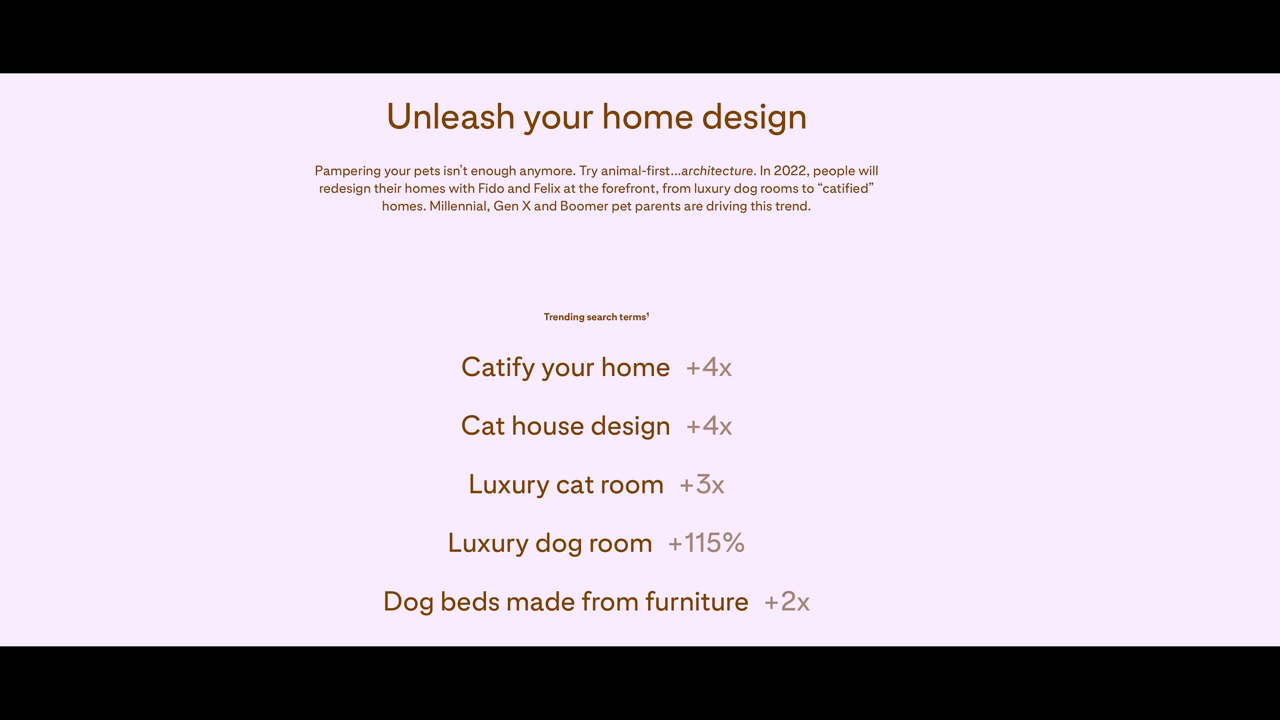 Unleash your home design
Pampering your pets isn’t enough anymore. Try animal-first...architecture. In 2022, people will
redesign their homes with Fido and Felix at the forefront, from luxury dog rooms to “catified”
homes. Millennial, Gen X and Boomer pet parents are driving this trend.
Trending search terms¹
Catify your home +4x
Cat house design +4x
Luxury cat room +3x
Luxury dog room +115%
Dog beds made from furniture +2x